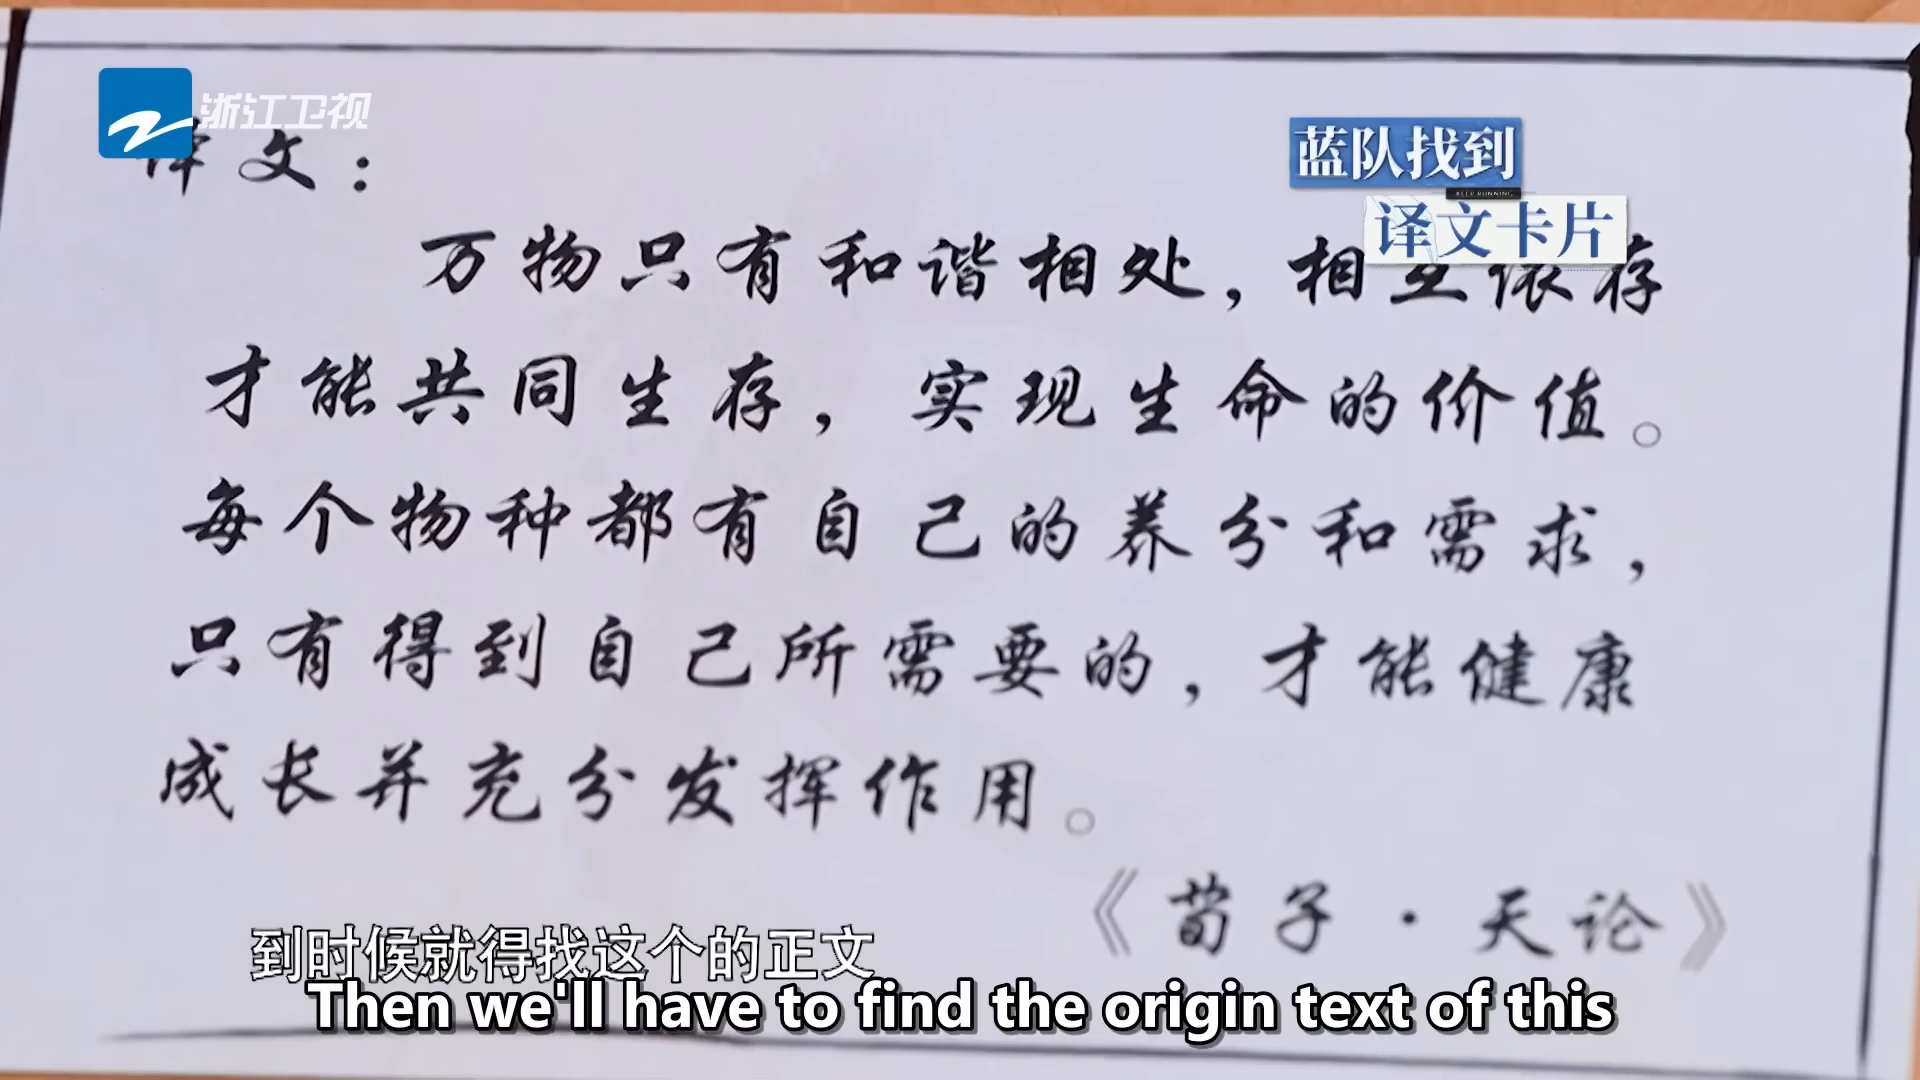 浙江卫视
蓝队找到
KEEP RUNNING
译文卡片
译文：
万物只有和谐相处，相互依存
才能共同生存，实现生命的价值。
每个物种都有自己的养分和需求，
只有得到自己所需要的，才能健康
成长并充分发挥作用。
《荀子·天论》
到时候就得找这个的正文
Then we'll have to find the origin text of this